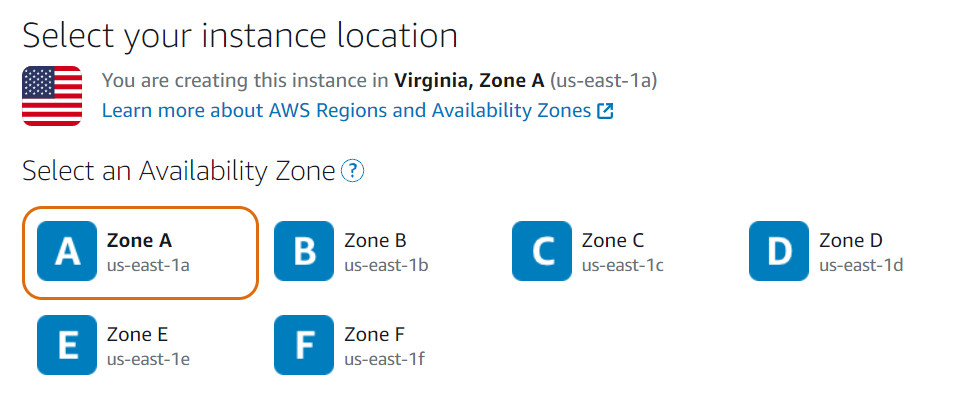 Select your instance location
You are creating this instance in Virginia, Zone A (us-east-1a)
Learn more about AWS Regions and Availability Zones
Select an Availability Zone ?
A Zone A
us-east-1a
B Zone B
us-east-1b
C Zone C
us-east-1c
D Zone D
us-east-1d
E Zone E
us-east-1e
F Zone F
us-east-1f